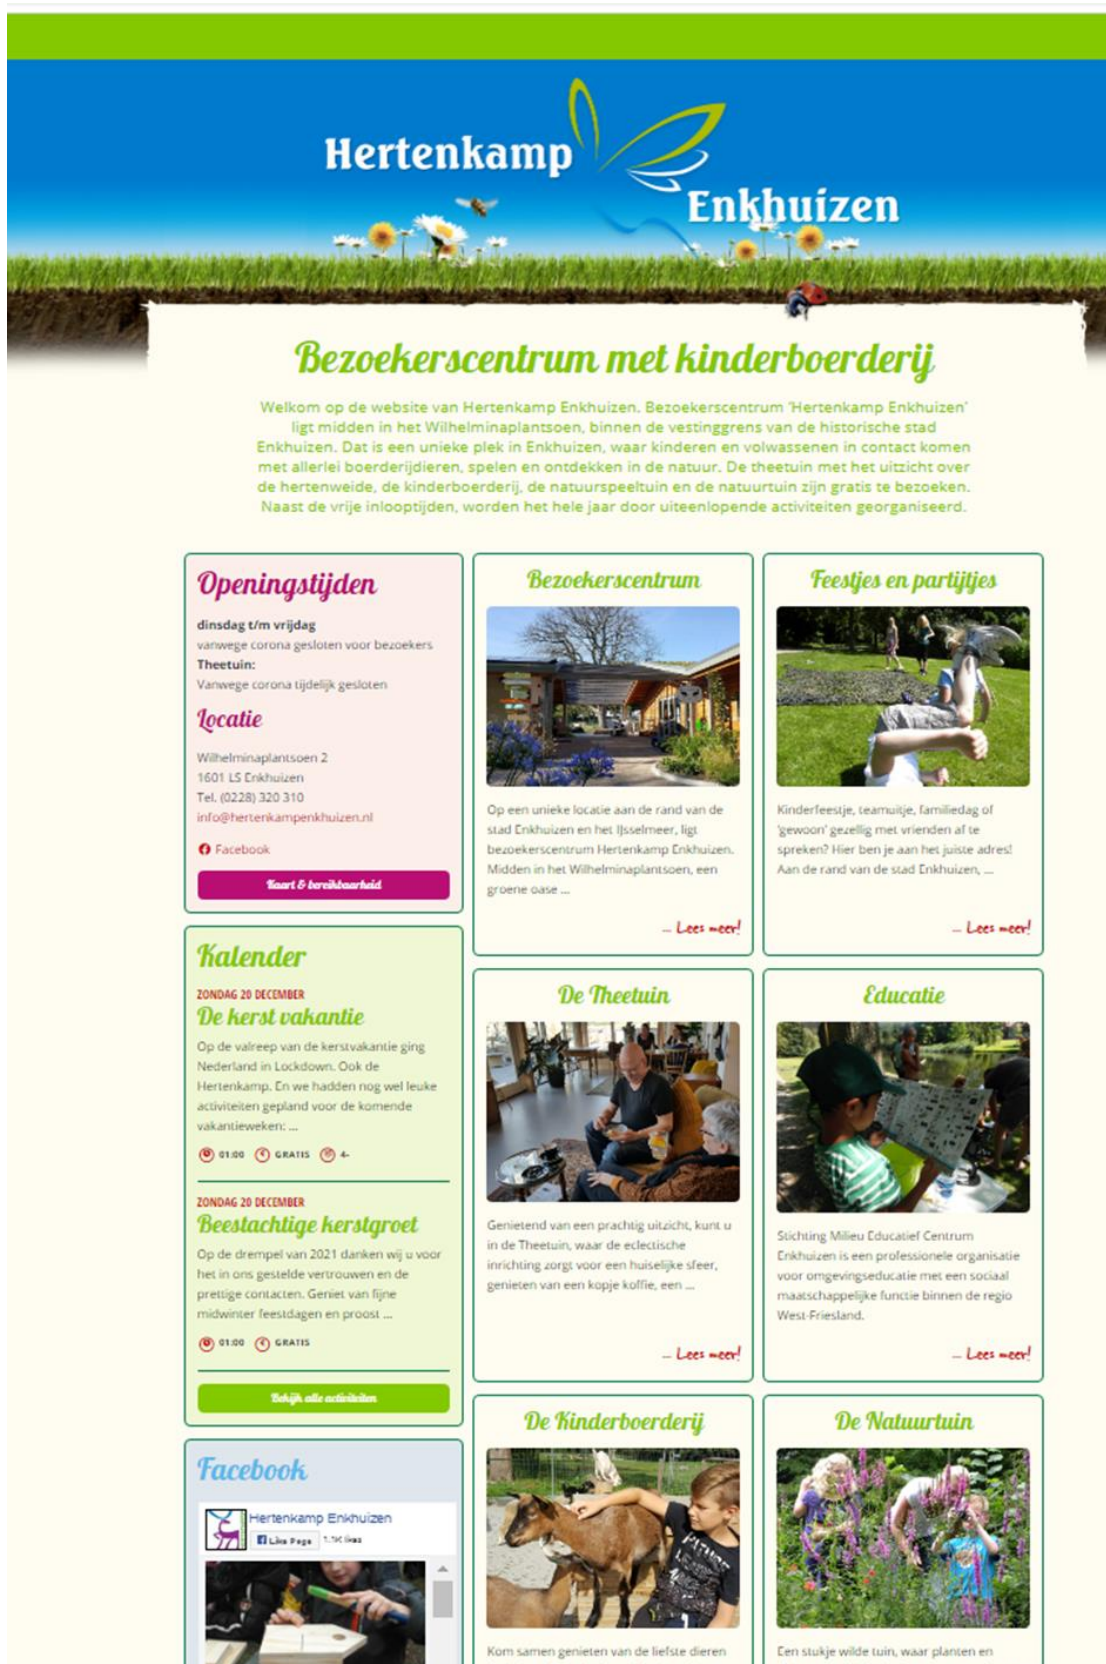 Hertenkamp
Enkhuizen
Bezoekerscentrum met kinderboerderij
Welkom op de website van Hertenkamp Enkhuizen. Bezoekerscentrum ‘Hertenkamp Enkhuizen’
ligt midden in het Wilhelminaplantsoen, binnen de vestinggrens van de historische stad
Enkhuizen. Dat is een unieke plek in Enkhuizen, waar kinderen en volwassenen in contact komen
met allerlei boerderijdieren, spelen en ontdekken in de natuur. De theetuin met het uitzicht over
de hertenweide, de kinderboerderij, de natuurspeeltuin en de natuurtuin zijn gratis te bezoeken.
Naast de vrije inlooptijden, worden het hele jaar door uiteenlopende activiteiten georganiseerd.
Openingstijden
dinsdag t/m vrijdag
vanwege corona gesloten voor bezoekers
Theetuin:
Vanwege corona tijdelijk gesloten
Locatie
Wilhelminaplantsoen 2
1601 LS Enkhuizen
Tel. (0228) 320 310
info@hertenkampenkhuizen.nl
Facebook
Kaart & bereikbaarheid
Kalender
ZONDAG 20 DECEMBER
De kerst vakantie
Op de valreep van de kerstvakantie ging
Nederland in Lockdown. Ook de
Hertenkamp. En we hadden nog wel leuke
activiteiten gepland voor de komende
vakantieweken: ...
01:00 GRATIS 4-
ZONDAG 20 DECEMBER
Beestachtige kerstgroet
Op de drempel van 2021 danken wij u voor
het in ons gestelde vertrouwen en de
prettige contacten. Geniet van fijne
midwinter feestdagen en proost ...
01:00 GRATIS
Bekijk alle activiteiten
Facebook
Hertenkamp Enkhuizen
Like Page 1.1K likes
Bezoekerscentrum
Op een unieke locatie aan de rand van de
stad Enkhuizen en het IJsselmeer, ligt
bezoekerscentrum Hertenkamp Enkhuizen.
Midden in het Wilhelminaplantsoen, een
groene oase ...
... Lees meer!
Feestjes en partijtjes
Kinderfeestje, teamuitje, familiedag of
‘gewoon’ gezellig met vrienden af te
spreken? Hier ben je aan het juiste adres!
Aan de rand van de stad Enkhuizen, ...
... Lees meer!
De Theetuin
Genietend van een prachtig uitzicht, kunt u
in de Theetuin, waar de eclectische
inrichting zorgt voor een huiselijke sfeer,
genieten van een kopje koffie, een ...
... Lees meer!
Educatie
Stichting Milieu Educatief Centrum
Enkhuizen is een professionele organisatie
voor omgevingseducatie met een sociaal
maatschappelijke functie binnen de regio
West-Friesland.
... Lees meer!
De Kinderboerderij
Kom samen genieten van de liefste dieren
De Natuurtuin
Een stukje wilde tuin, waar planten en